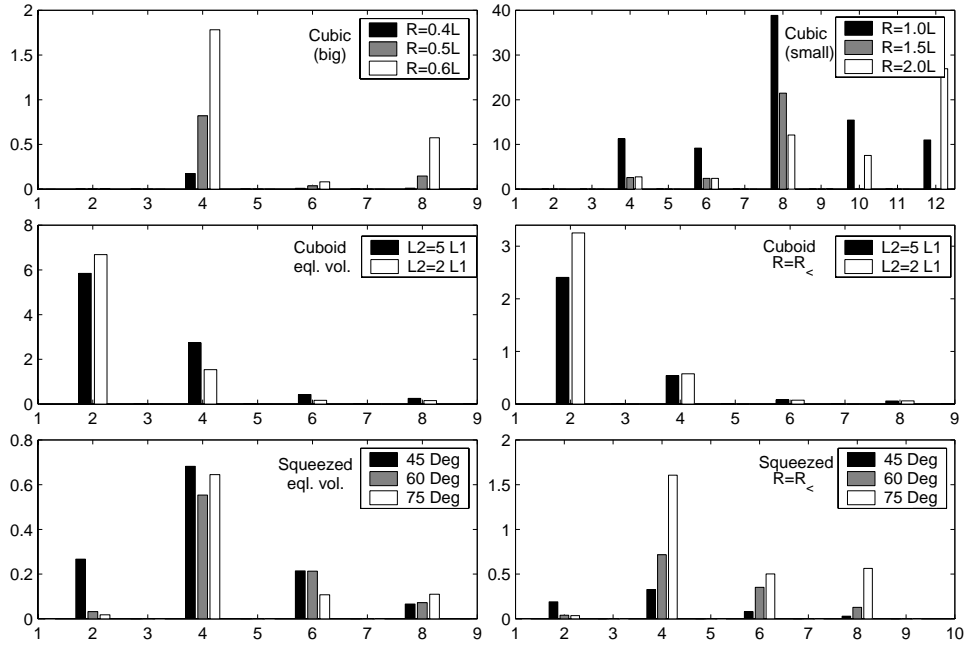 2
1.5
1
0.5
0
1 2 3 4 5 6 7 8 9
Cubic
(big)
R=0.4L
R=0.5L
R=0.6L
40
30
20
10
0
1 2 3 4 5 6 7 8 9 10 11 12
Cubic
(small)
R=1.0L
R=1.5L
R=2.0L
8
6
4
2
0
1 2 3 4 5 6 7 8 9
Cuboid
eql. vol.
L2=5 L1
L2=2 L1
3
2
1
0
1 2 3 4 5 6 7 8 9
Cuboid
R=R<
L2=5 L1
L2=2 L1
0.8
0.6
0.4
0.2
0
1 2 3 4 5 6 7 8 9
Squeezed
eql. vol.
45 Deg
60 Deg
75 Deg
2
1.5
1
0.5
0
1 2 3 4 5 6 7 8 9 10
Squeezed
R=R<
45 Deg
60 Deg
75 Deg